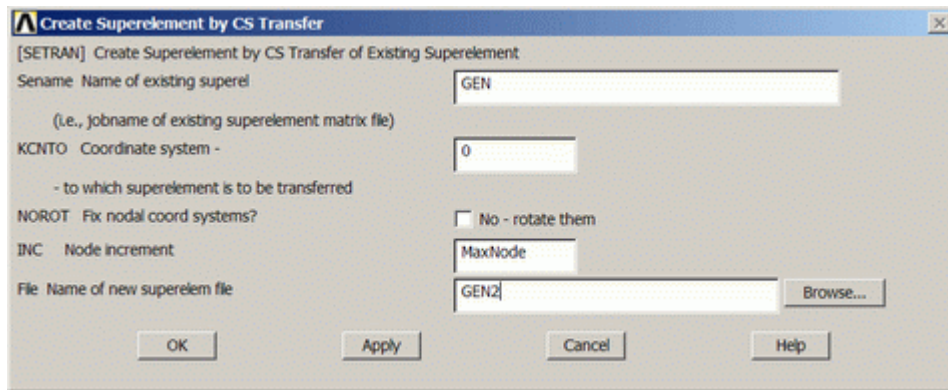 Create Superelement by CS Transfer
[SETRAN] Create Superelement by CS Transfer of Existing Superelement
Sename Name of existing superel GEN
(i.e., jobname of existing superelement matrix file)
KCNTO Coordinate system - 0
- to which superelement is to be transferred
NOROT Fix nodal coord systems? No - rotate them
INC Node increment MaxNode
File Name of new superelem file GEN2 Browse...
OK Apply Cancel Help